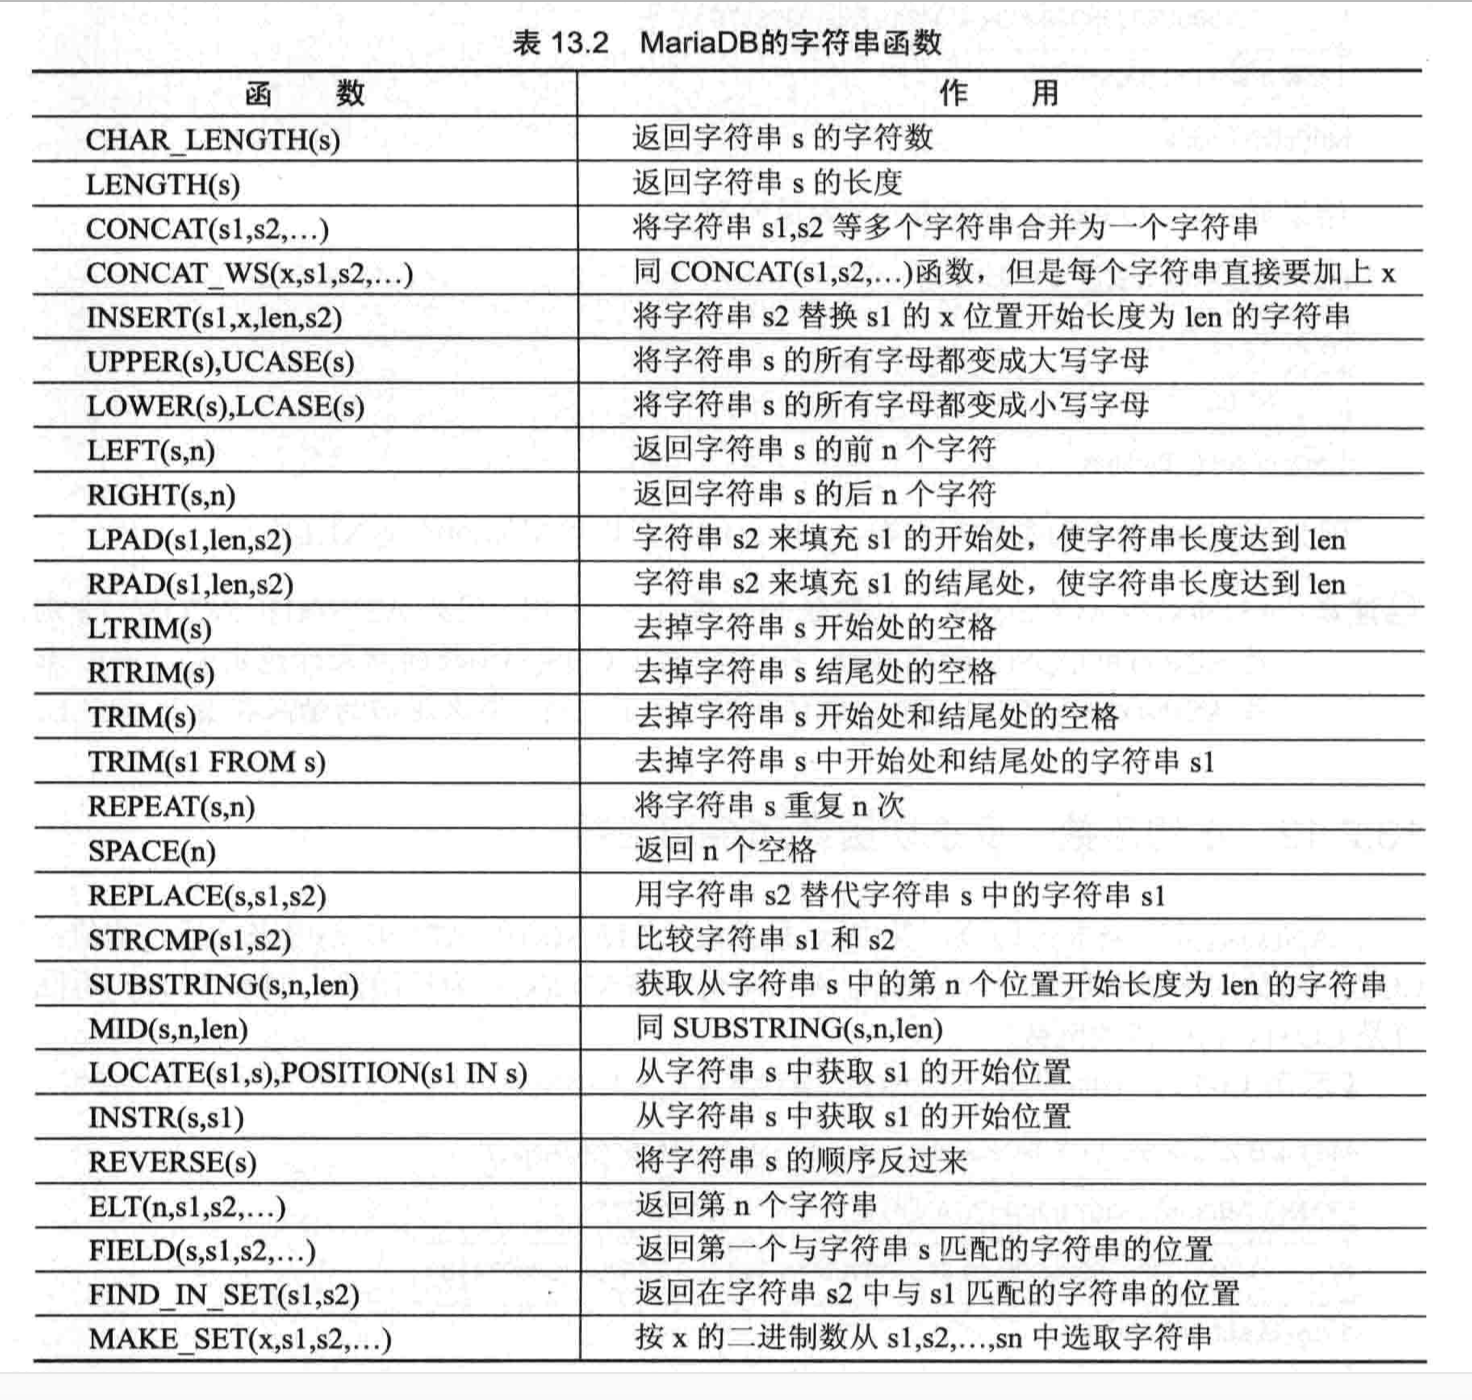 表 13.2 MariaDB的字符串函数
函 数 作 用
CHAR_LENGTH(s) 返回字符串 s 的字符数
LENGTH(s) 返回字符串 s 的长度
CONCAT(s1,s2,...) 将字符串 s1,s2 等多个字符串合并为一个字符串
CONCAT_WS(x,s1,s2,...) 同 CONCAT(s1,s2,...)函数，但是每个字符串直接要加上 x
INSERT(s1,x,len,s2) 将字符串 s2 替换 s1 的 x 位置开始长度为 len 的字符串
UPPER(s),UCASE(s) 将字符串 s 的所有字母都变成大写字母
LOWER(s),LCASE(s) 将字符串 s 的所有字母都变成小写字母
LEFT(s,n) 返回字符串 s 的前 n 个字符
RIGHT(s,n) 返回字符串 s 的后 n 个字符
LPAD(s1,len,s2) 字符串 s2 来填充 s1 的开始处，使字符串长度达到 len
RPAD(s1,len,s2) 字符串 s2 来填充 s1 的结尾处，使字符串长度达到 len
LTRIM(s) 去掉字符串 s 开始处的空格
RTRIM(s) 去掉字符串 s 结尾处的空格
TRIM(s) 去掉字符串 s 开始处和结尾处的空格
TRIM(s1 FROM s) 去掉字符串 s 中开始处和结尾处的字符串 s1
REPEAT(s,n) 将字符串 s 重复 n 次
SPACE(n) 返回 n 个空格
REPLACE(s,s1,s2) 用字符串 s2 替代字符串 s 中的字符串 s1
STRCMP(s1,s2) 比较字符串 s1 和 s2
SUBSTRING(s,n,len) 获取从字符串 s 中的第 n 个位置开始长度为 len 的字符串
MID(s,n,len) 同 SUBSTRING(s,n,len)
LOCATE(s1,s),POSITION(s1 IN s) 从字符串 s 中获取 s1 的开始位置
INSTR(s,s1) 从字符串 s 中获取 s1 的开始位置
REVERSE(s) 将字符串 s 的顺序反过来
ELT(n,s1,s2,...) 返回第 n 个字符串
FIELD(s,s1,s2,...) 返回第一个与字符串 s 匹配的字符串的位置
FIND_IN_SET(s1,s2) 返回在字符串 s2 中与 s1 匹配的字符串的位置
MAKE_SET(x,s1,s2,...) 按 x 的二进制数从 s1,s2,...,sn 中选取字符串